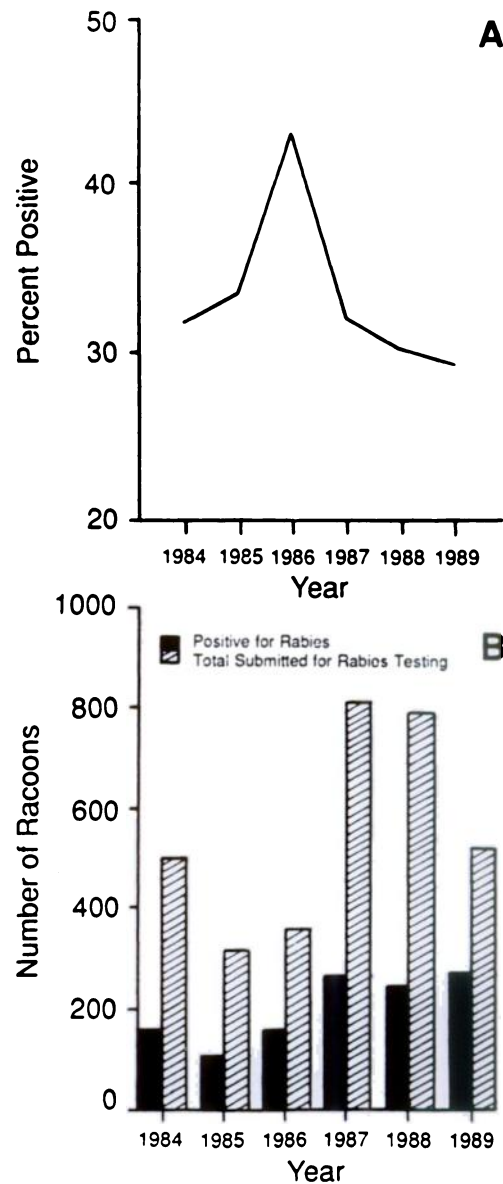 A
50
40
30
20
Percent Positive
1984 1985 1986 1987 1988 1989
Year
B
Positive for Rabies
Total Submitted for Rabies Testing
1000
800
600
400
200
0
Number of Racoons
1984 1985 1986 1987 1988 1989
Year